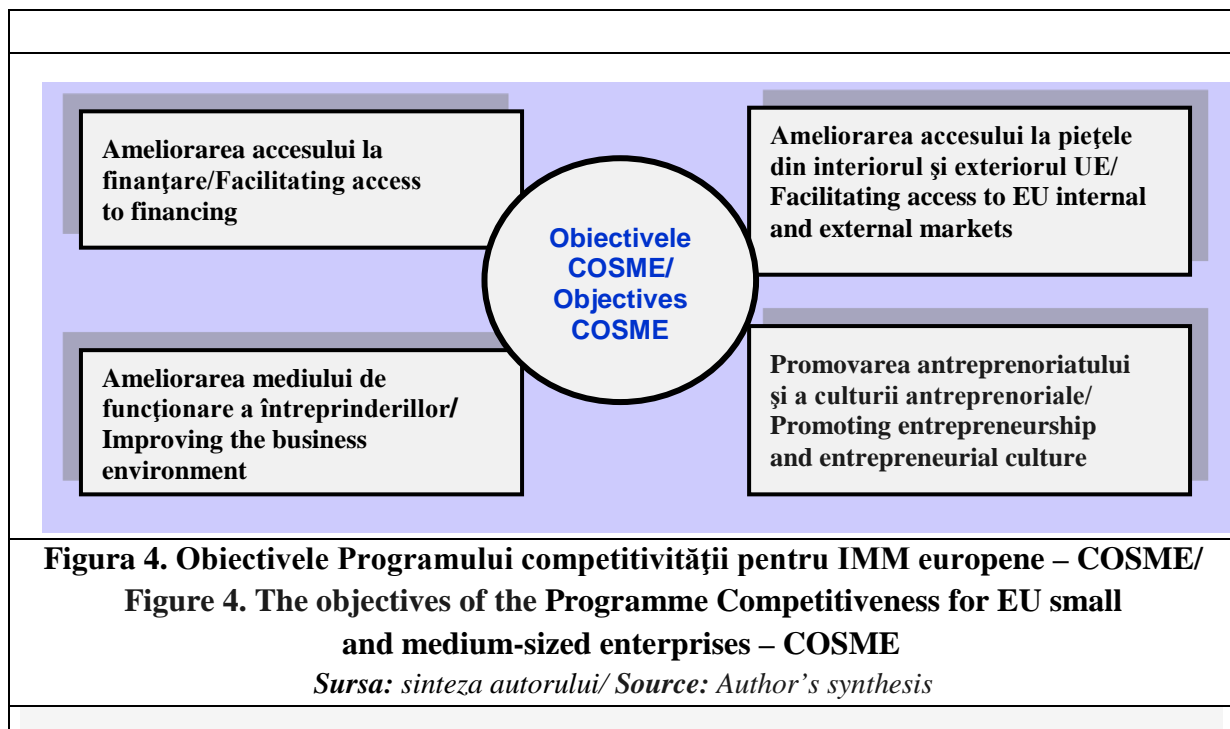 Ameliorarea accesului la
finanţare/Facilitating access
to financing
Ameliorarea accesului la pieţele
din interiorul şi exteriorul UE/
Facilitating access to EU internal
and external markets
Obiectivele
COSME/
Objectives
COSME
Ameliorarea mediului de
funcţionare a întreprinderillor/
Improving the business
environment
Promovarea antreprenoriatului
şi a culturii antreprenoriale/
Promoting entrepreneurship
and entrepreneurial culture
Figura 4. Obiectivele Programului competitivităţii pentru IMM europene – COSME/
Figure 4. The objectives of the Programme Competitiveness for EU small
and medium-sized enterprises – COSME
Sursa: sinteza autorului/ Source: Author’s synthesis